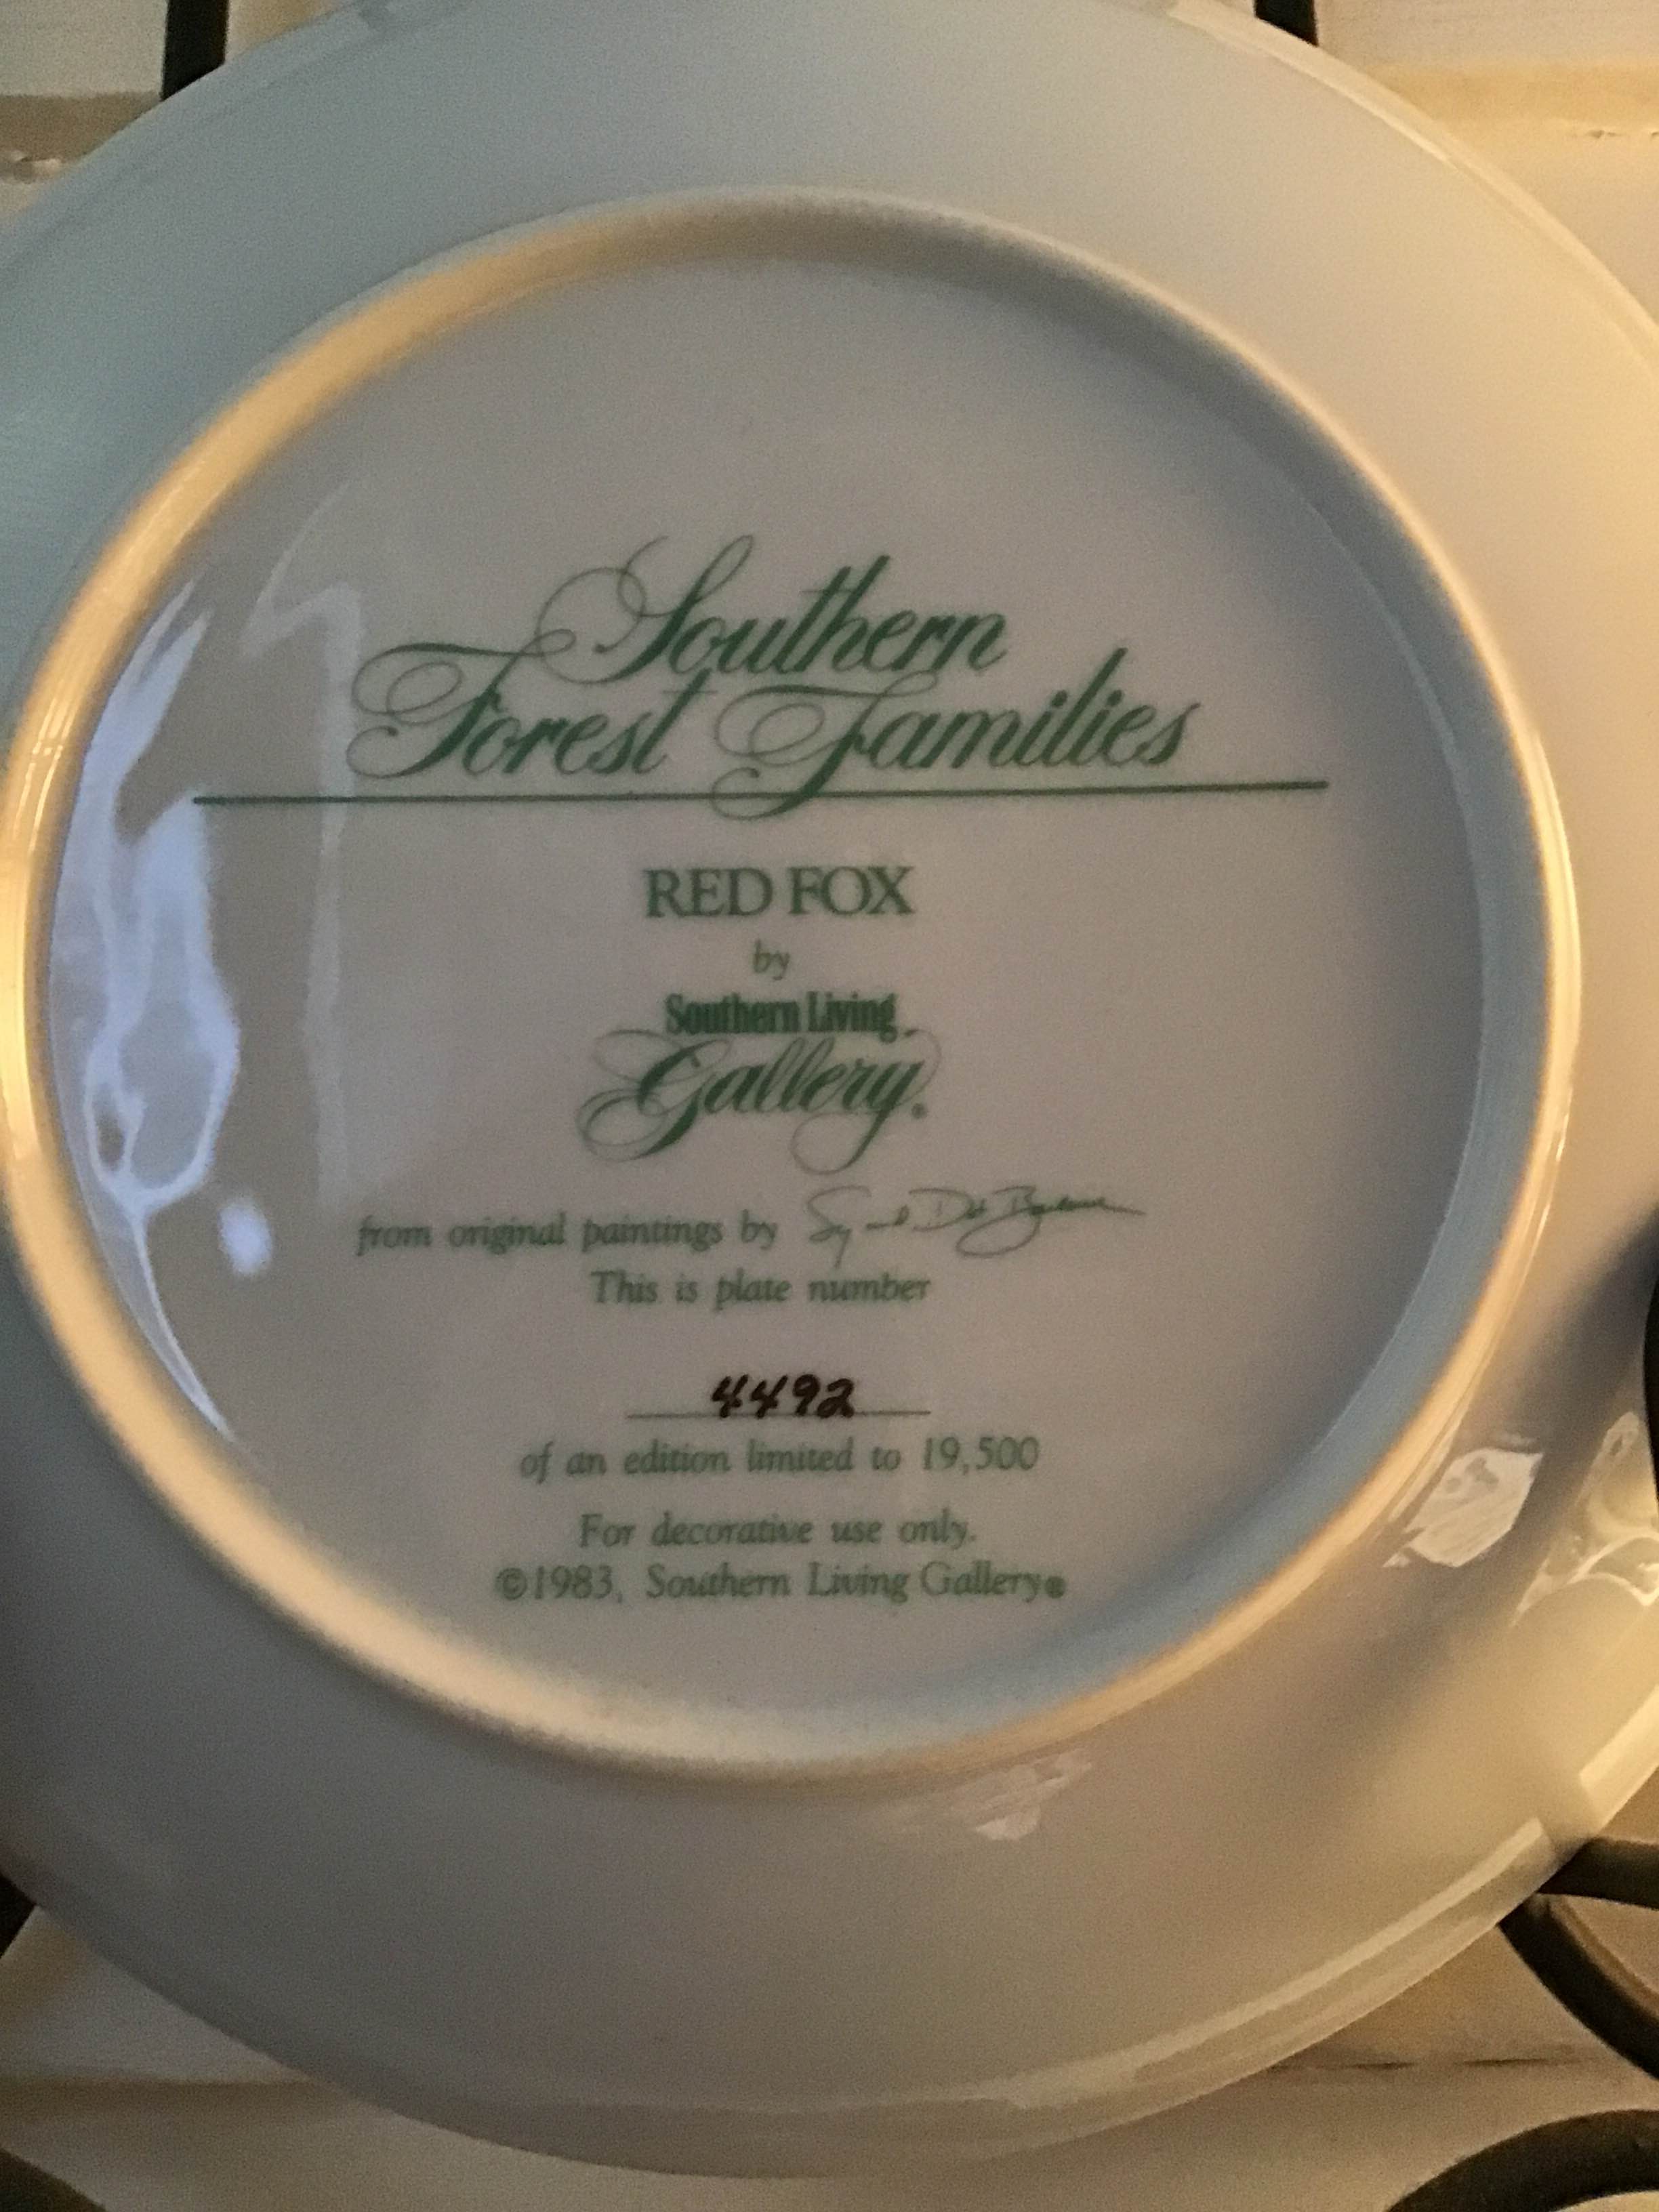 Southern
Forest Families
RED FOX
by
Southern Living
Gallery®
from original paintings by
This is plate number
4492
of an edition limited to 19,500
For decorative use only.
©1983, Southern Living Gallery®